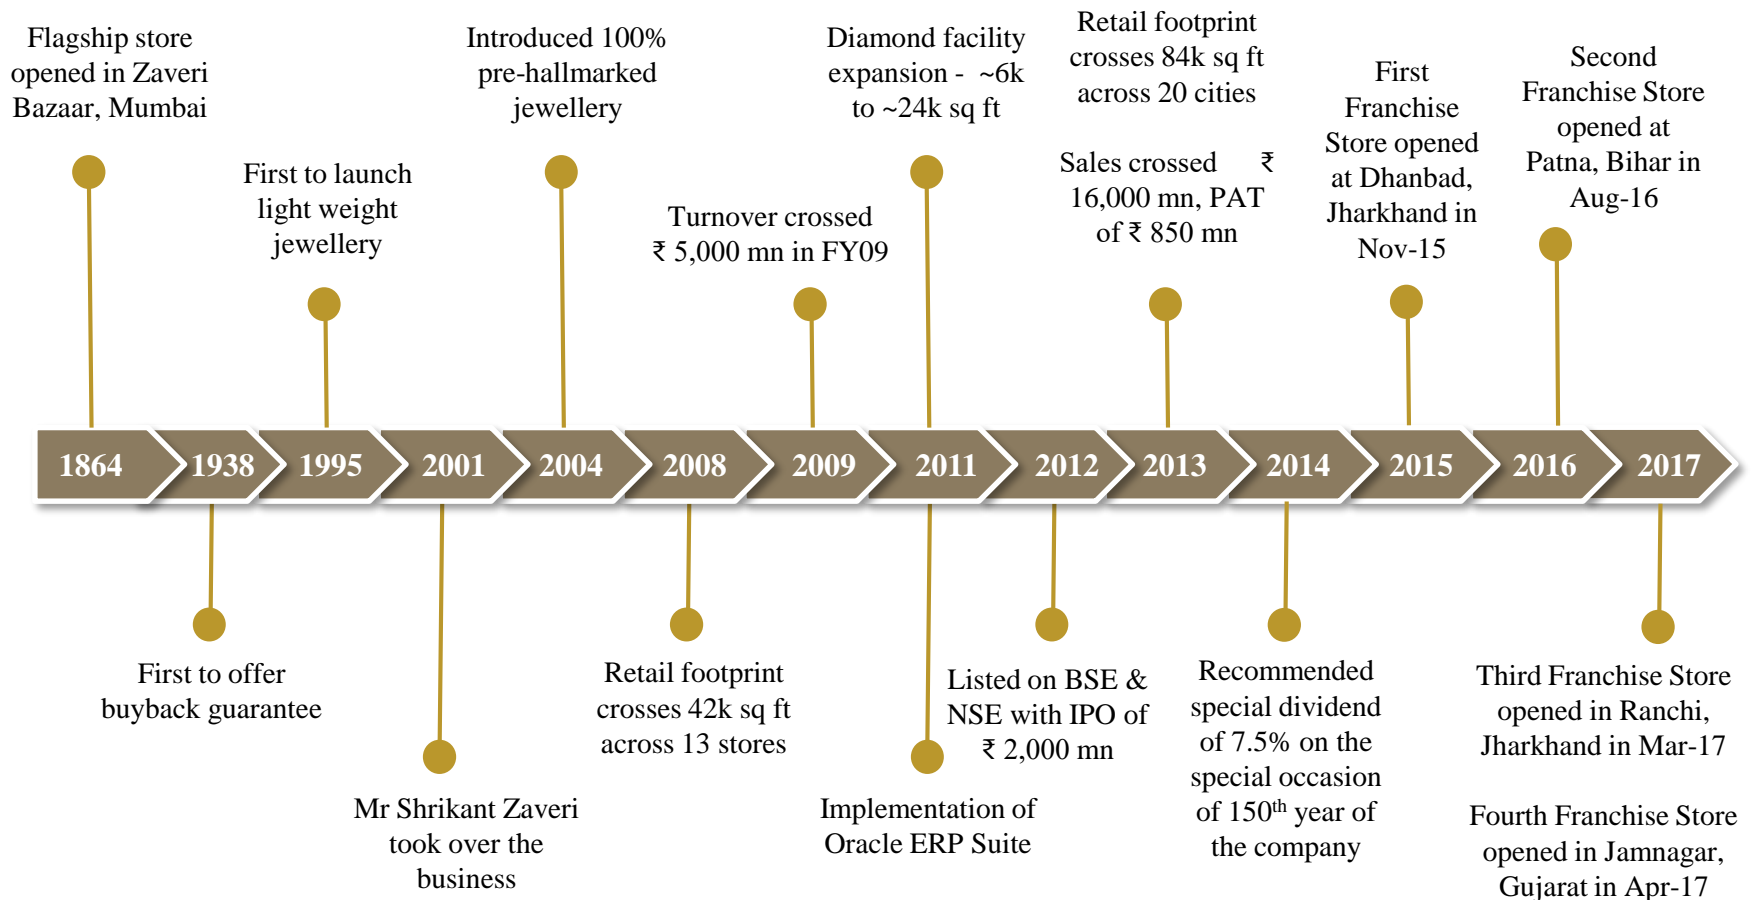 Flagship store
opened in Zaveri
Bazaar, Mumbai
First to launch
light weight
jewellery
Introduced 100%
pre-hallmarked
jewellery
Turnover crossed
₹ 5,000 mn in FY09
Diamond facility
expansion - ~6k
to ~24k sq ft
Retail footprint
crosses 84k sq ft
across 20 cities
Sales crossed ₹
16,000 mn, PAT
of ₹ 850 mn
First
Franchise
Store opened
at Dhanbad,
Jharkhand in
Nov-15
Second
Franchise Store
opened at
Patna, Bihar in
Aug-16
1864 1938 1995 2001 2004 2008 2009 2011 2012 2013 2014 2015 2016 2017
First to offer
buyback guarantee
Mr Shrikant Zaveri
took over the
business
Retail footprint
crosses 42k sq ft
across 13 stores
Implementation of
Oracle ERP Suite
Listed on BSE &
NSE with IPO of
₹ 2,000 mn
Recommended
special dividend
of 7.5% on the
special occasion
of 150th year of
the company
Third Franchise Store
opened in Ranchi,
Jharkhand in Mar-17
Fourth Franchise Store
opened in Jamnagar,
Gujarat in Apr-17